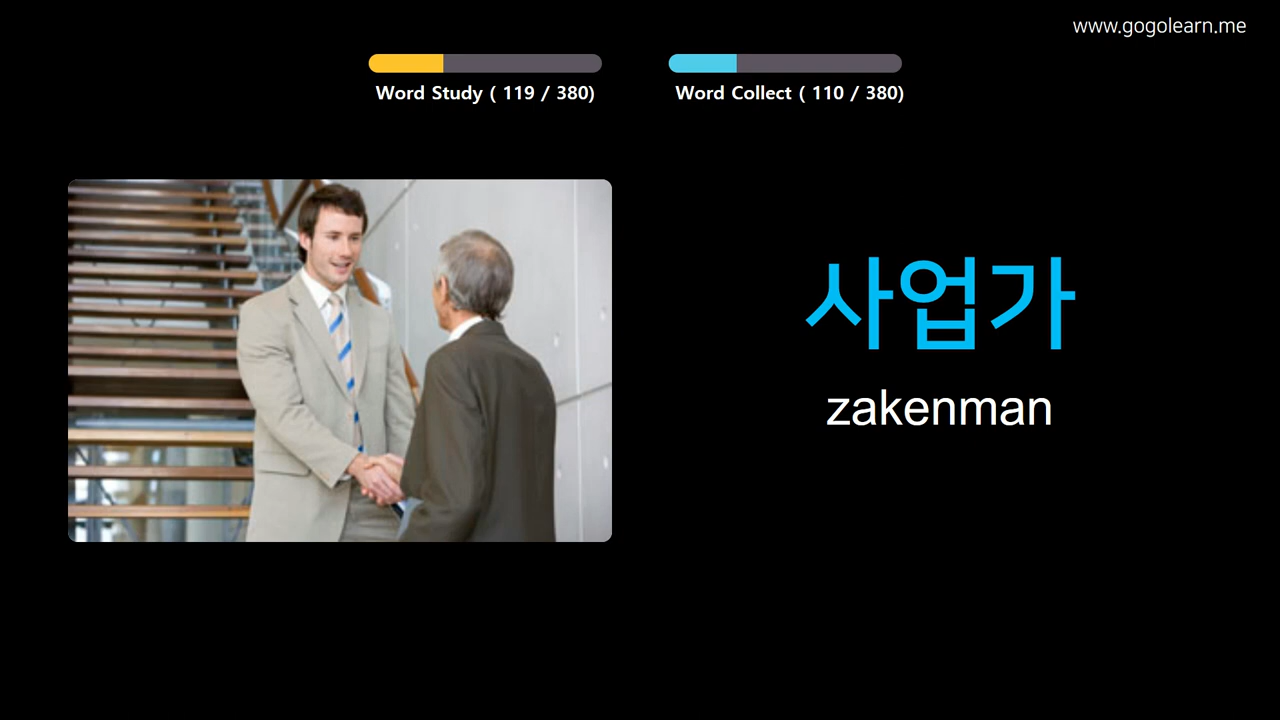 www.gogolearn.me
Word Study ( 119 / 380)
Word Collect ( 110 / 380)
사업가
zakenman